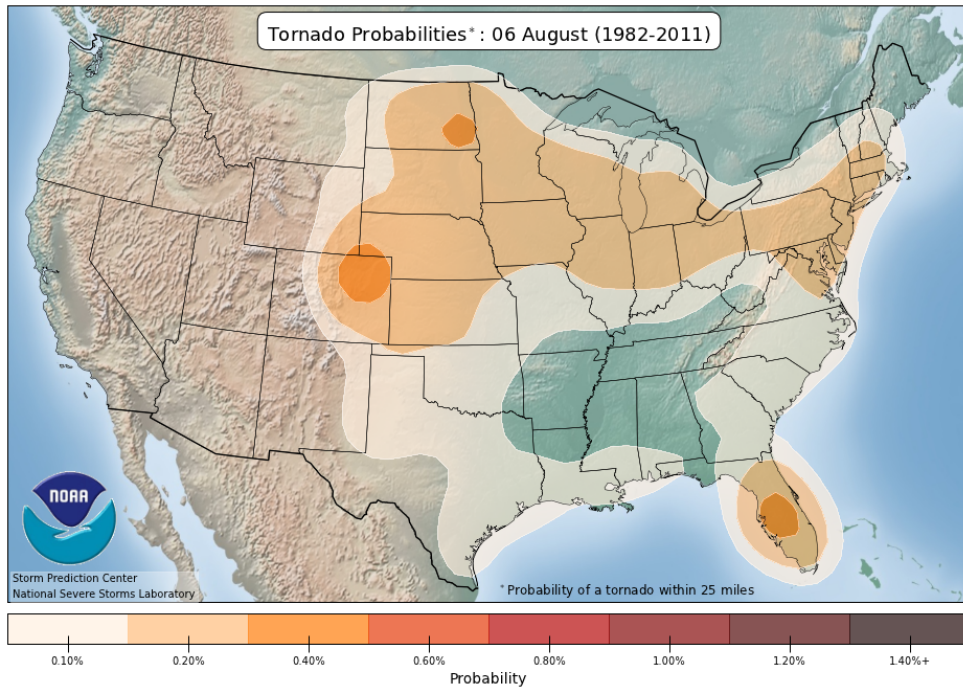 Tornado Probabilities*: 06 August (1982-2011)
NOAA
Storm Prediction Center
National Severe Storms Laboratory
*Probability of a tornado within 25 miles
0.10% 0.20% 0.40% 0.60% 0.80% 1.00% 1.20% 1.40%+
Probability